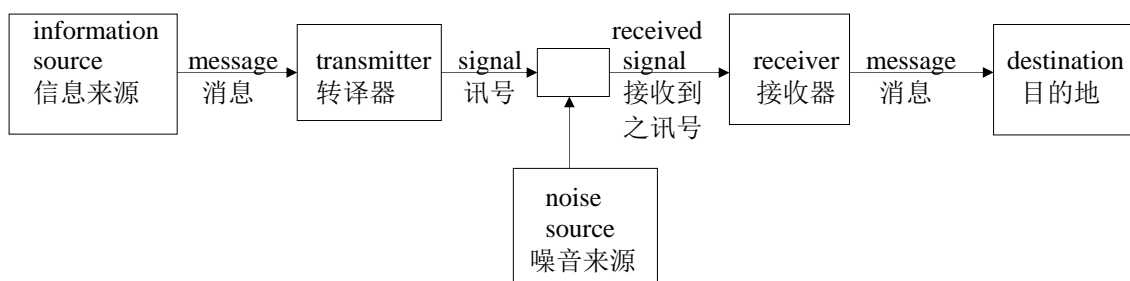 information
source
信息来源
message
消息
transmitter
转译器
signal
讯号
received
signal
接收到
之讯号
receiver
接收器
message
消息
destination
目的地
noise
source
噪音来源